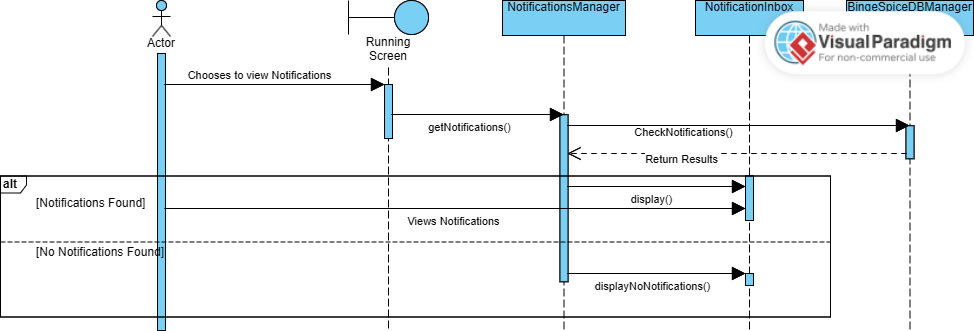 NotificationsManager
NotificationInbox
BingeSpiceDBManager
Made with
Visual Paradigm
For non-commercial use
Actor
Running
Screen
Chooses to view Notifications
getNotifications()
CheckNotifications()
Return Results
alt
[Notifications Found]
display()
Views Notifications
[No Notifications Found]
displayNoNotifications()